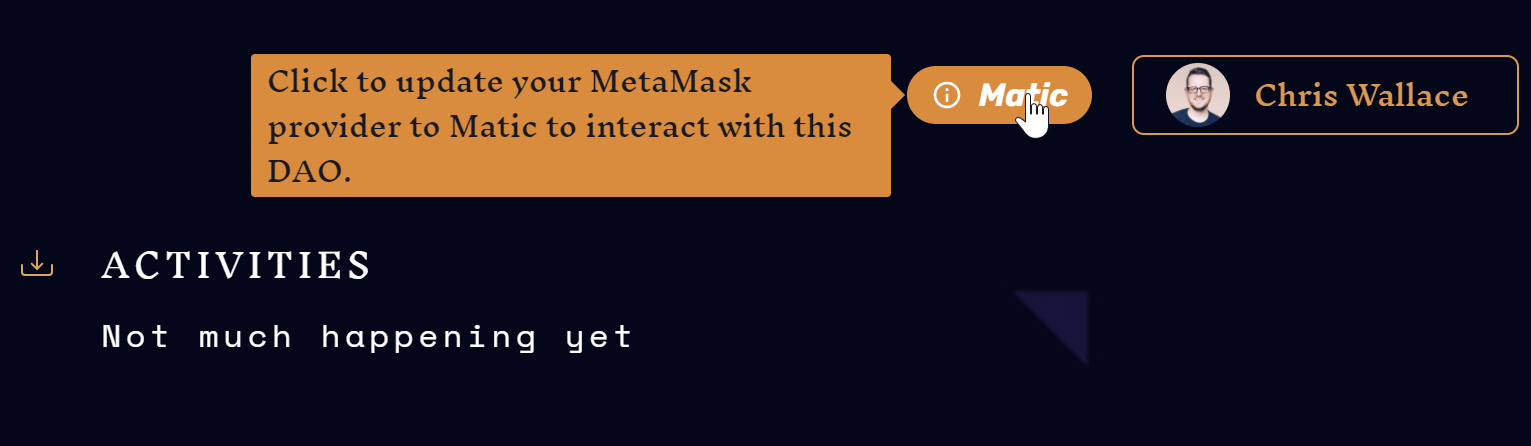 Click to update your MetaMask
provider to Matic to interact with this
DAO.
Matic
Chris Wallace
ACTIVITIES
Not much happening yet